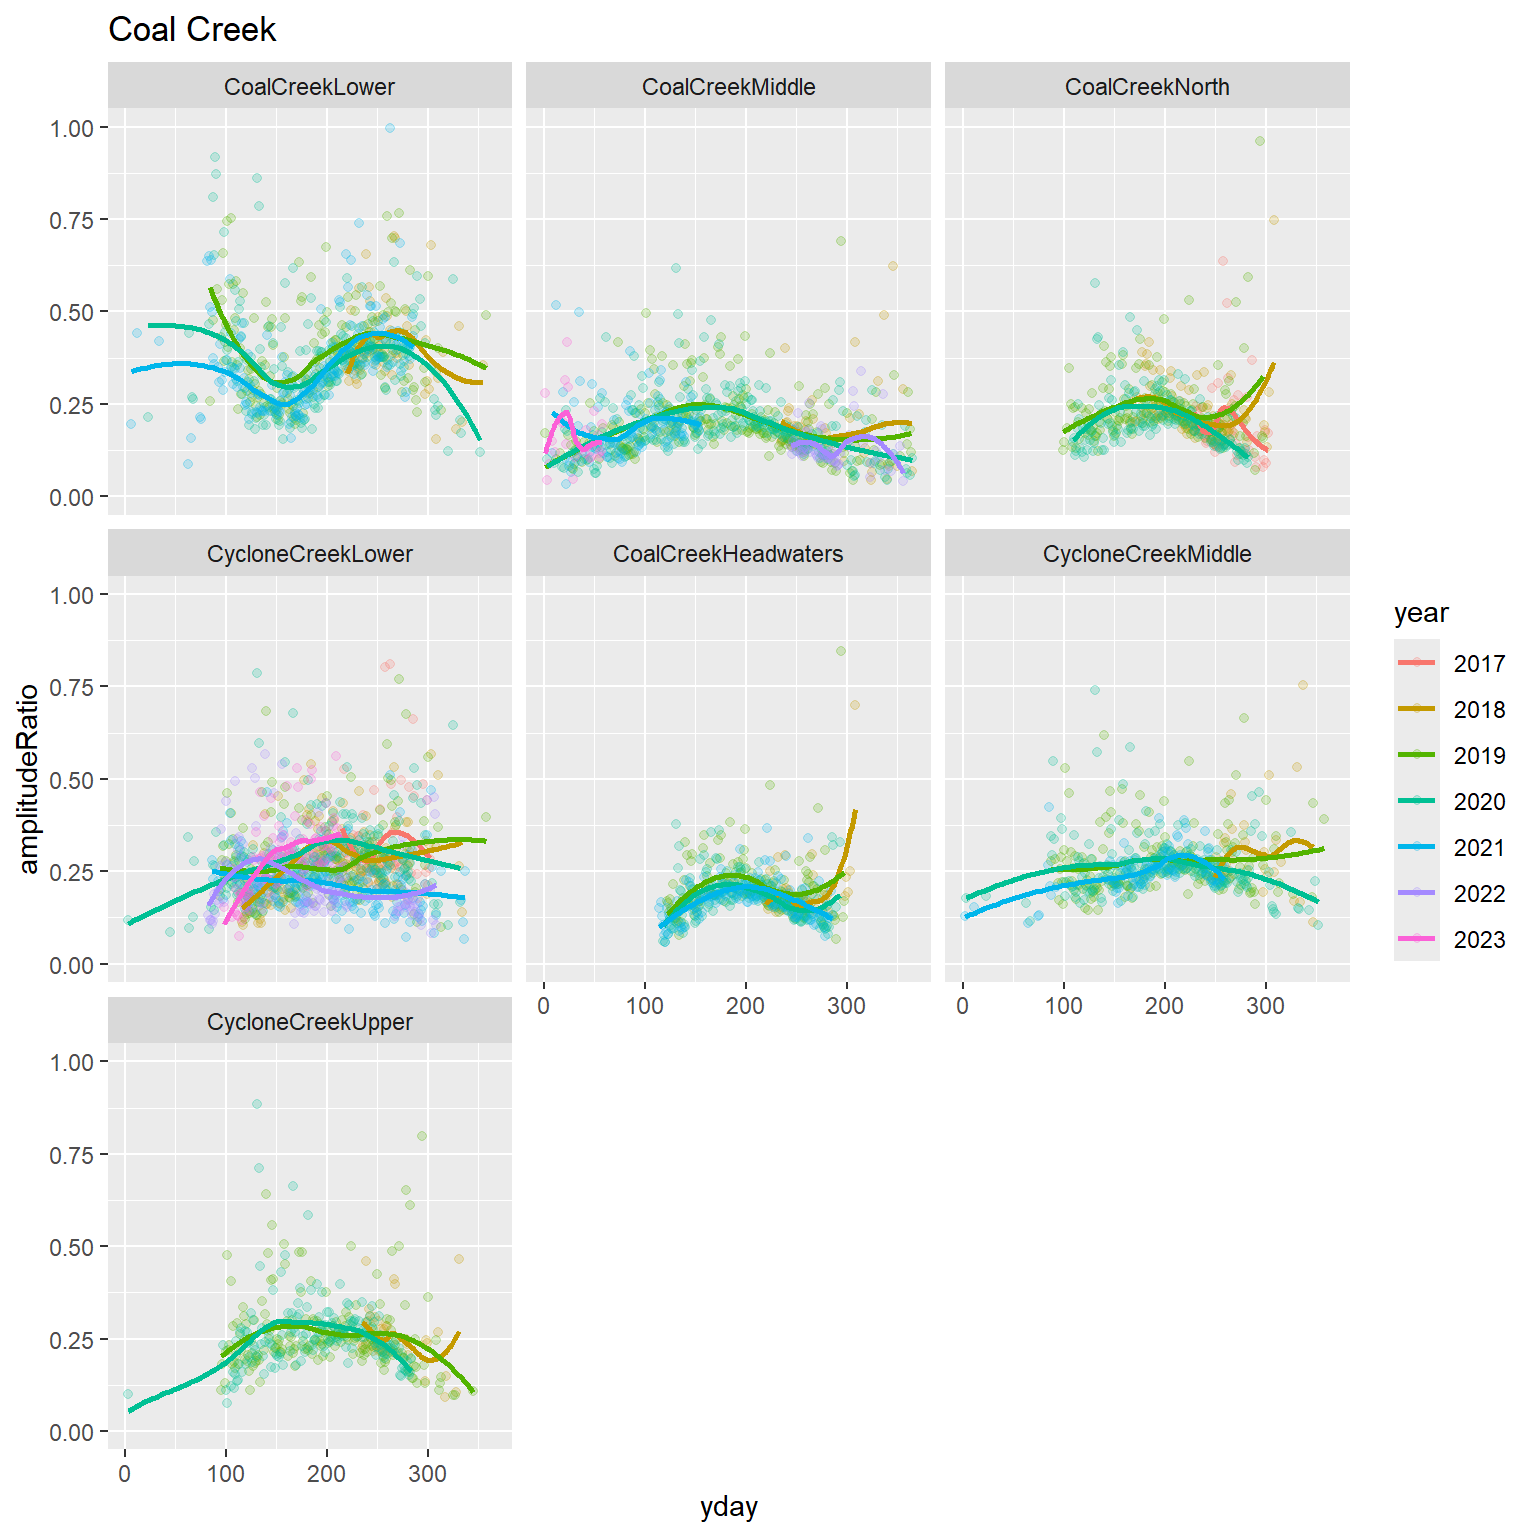 Coal Creek
CoalCreekLower
CoalCreekMiddle
CoalCreekNorth
1.00
0.75
0.50
0.25
0.00
CycloneCreekLower
CoalCreekHeadwaters
CycloneCreekMiddle
1.00
0.75
0.50
0.25
0.00
0 100 200 300
0 100 200 300
CycloneCreekUpper
1.00
0.75
0.50
0.25
0.00
0 100 200 300
yday
amplitudeRatio
year
2017
2018
2019
2020
2021
2022
2023